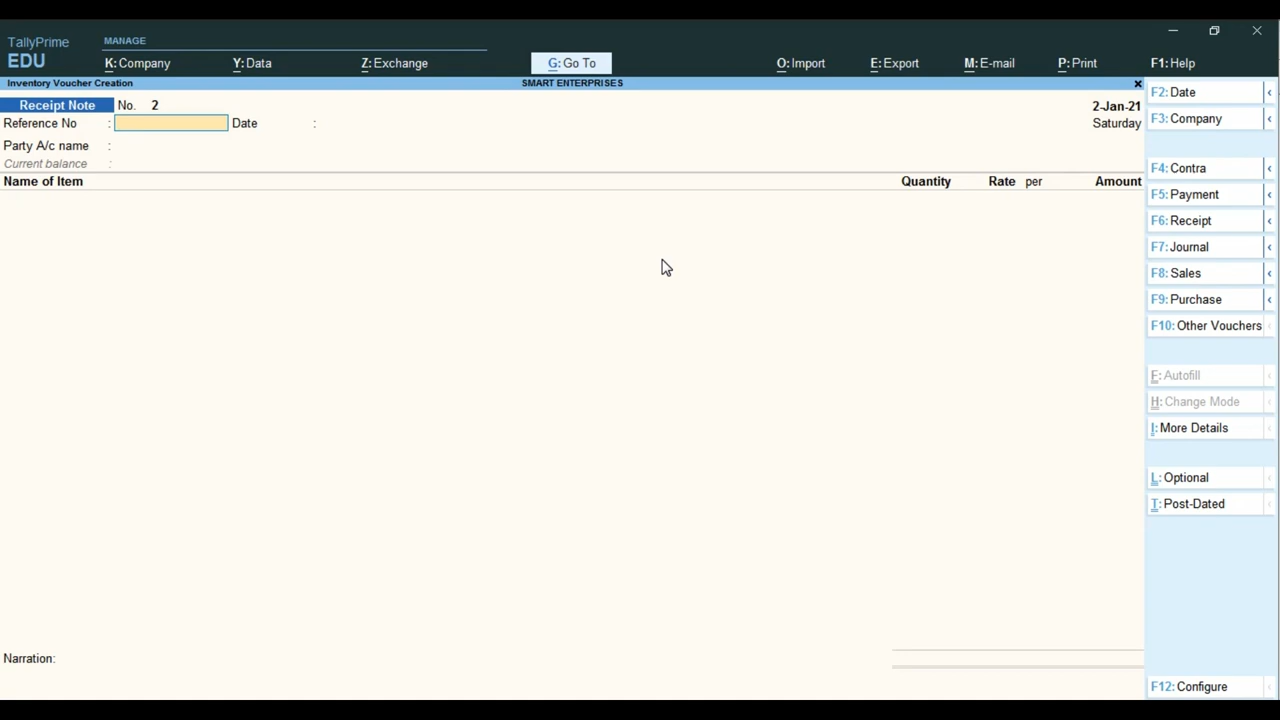 TallyPrime MANAGE
EDU K: Company Y: Data Z: Exchange G: Go To O: Import E: Export M: E-mail P: Print F1: Help
Inventory Voucher Creation SMART ENTERPRISES ×
Receipt Note No. 2 2-Jan-21
Reference No : Date : Saturday
Party A/c name :
Current balance :
Name of Item Quantity Rate per Amount
Narration:
F2: Date
F3: Company
F4: Contra
F5: Payment
F6: Receipt
F7: Journal
F8: Sales
F9: Purchase
F10: Other Vouchers
F: Autofill
H: Change Mode
I: More Details
L: Optional
T: Post-Dated
F12: Configure